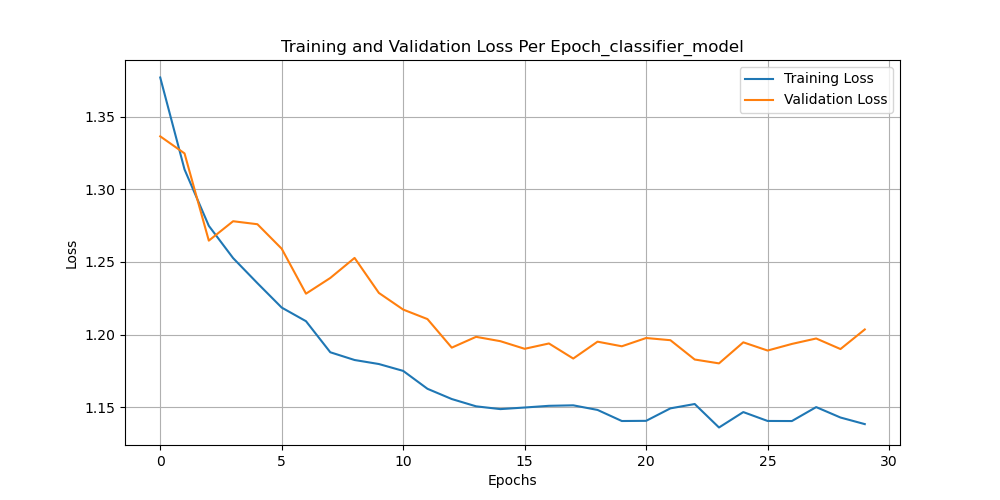 Training and Validation Loss Per Epoch_classifier_model
Training Loss
Validation Loss
Loss
1.35
1.30
1.25
1.20
1.15
0 5 10 15 20 25 30
Epochs